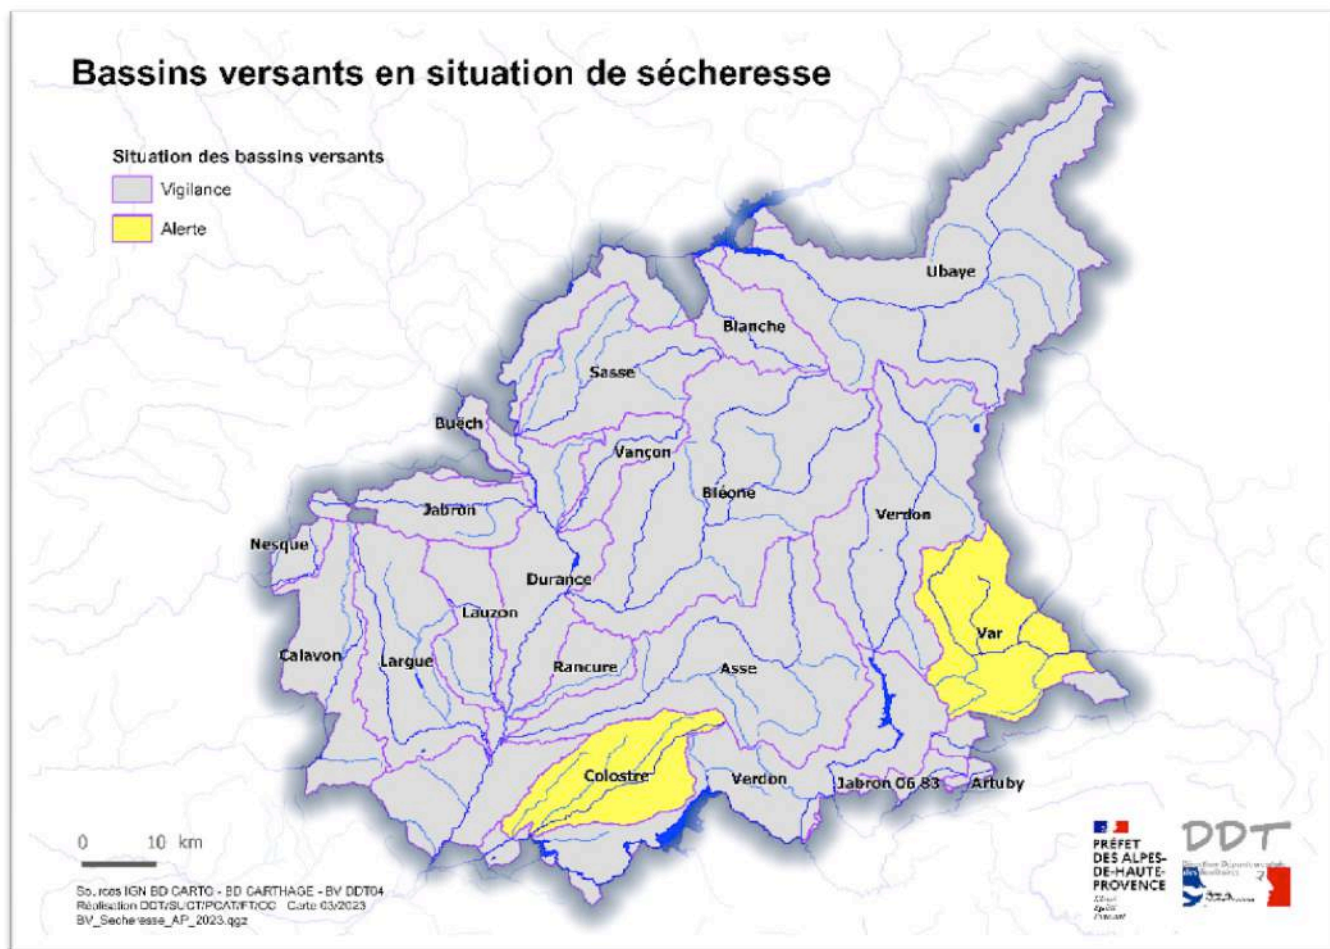 Bassins versants en situation de sécheresse
Situation des bassins versants
Vigilance
Alerte
Ubaye
Blanche
Sasse
Buëch
Vançon
Jabron
Bléone
Verdon
Nesque
Durance
Lauzon
Var
Calavon
Largue
Rancure
Asse
Colostre
Verdon
Jabron 06 83
Artuby
0 10 km
Sources IGN BD CARTO - BD CARTHAGE - BV DDT04
Réalisation DDT/SUCT/PCAT/FT/CC Carte 03/2023
BV_Secheresse_AP_2023.qgz
PRÉFET
DES ALPES-
DE-HAUTE-
PROVENCE
DDT